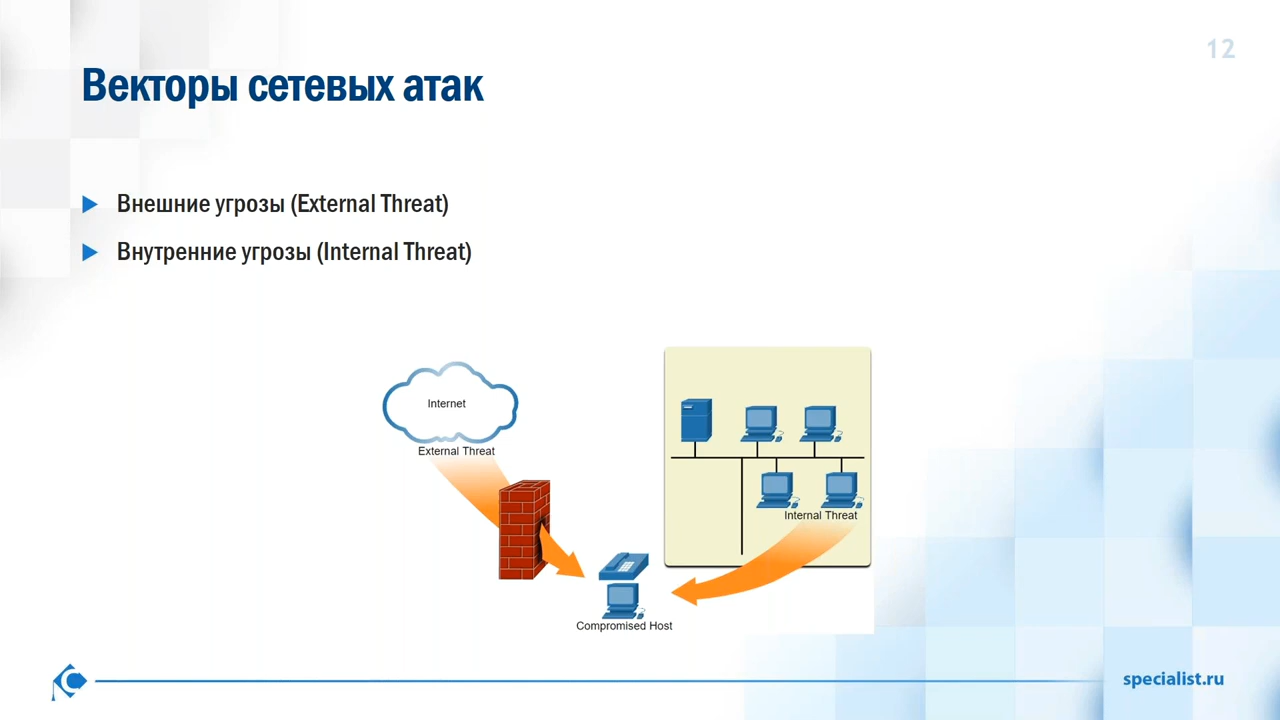 12
Векторы сетевых атак
Внешние угрозы (External Threat)
Внутренние угрозы (Internal Threat)
Internet
External Threat
Internal Threat
Compromised Host
specialist.ru